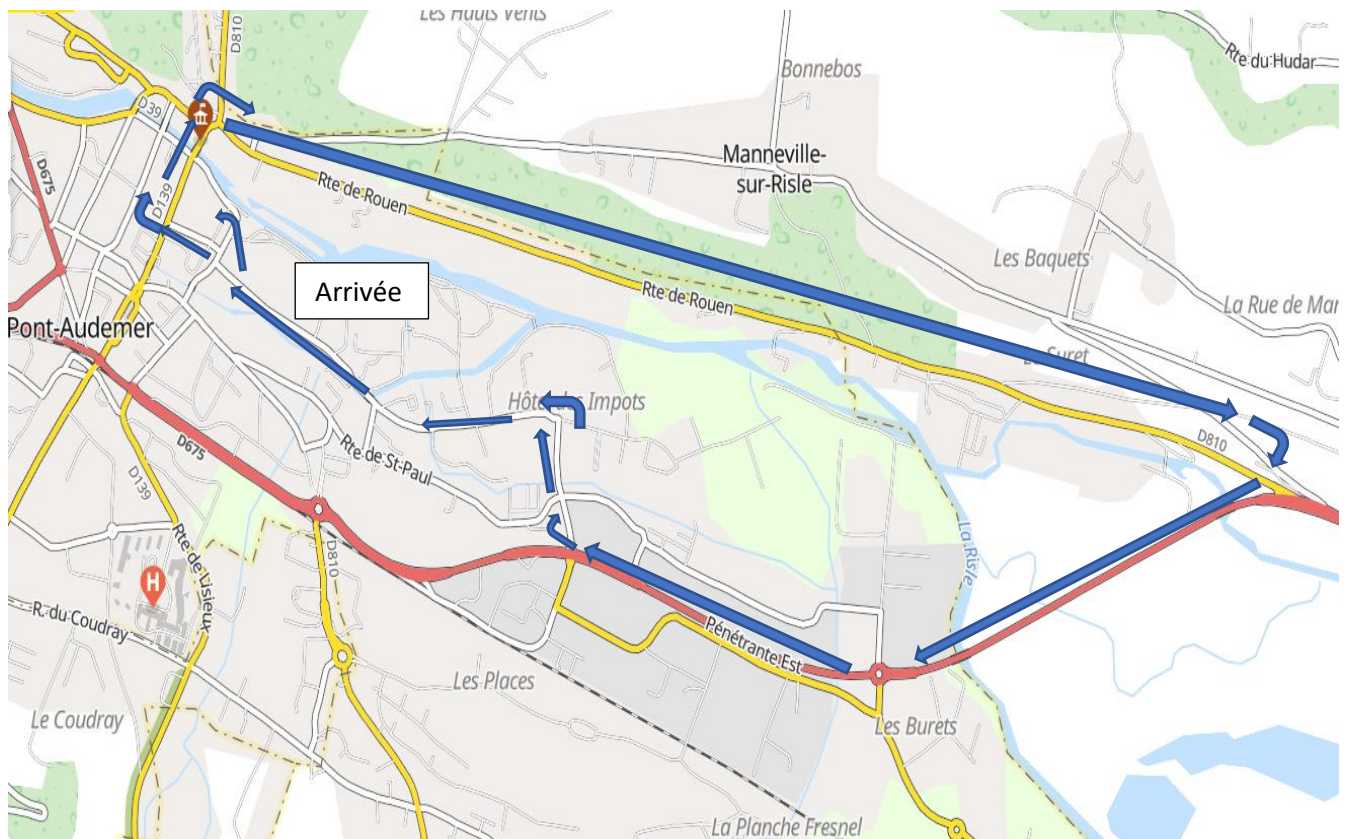 Les Hauts Vents
D810
Rte du Hudar
Bonnebos
D39
Manneville-
sur-Risle
D675
Rte de Rouen
D139
Les Baquets
Arrivée
Rte de Rouen
La Rue de Mar
Pont-Audemer
Hôtel des Impots
D810
D675
Rte de St-Paul
D139
Rte de Lisieux
D810
La Risle
H
R. du Coudray
Pénétrante Est
Les Places
Le Coudray
Les Burets
La Planche Fresnel